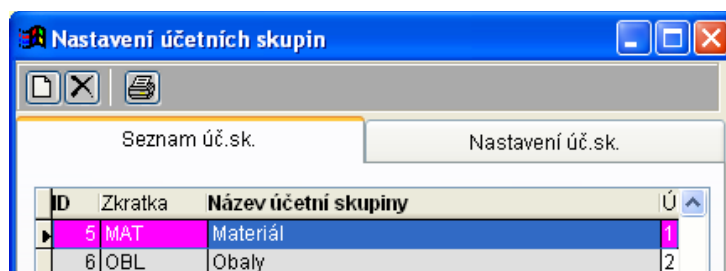 Nastavení účetních skupin
Seznam úč.sk. Nastavení úč.sk.
ID Zkratka Název účetní skupiny Ú
5 MAT Materiál 1
6 OBL Obaly 2